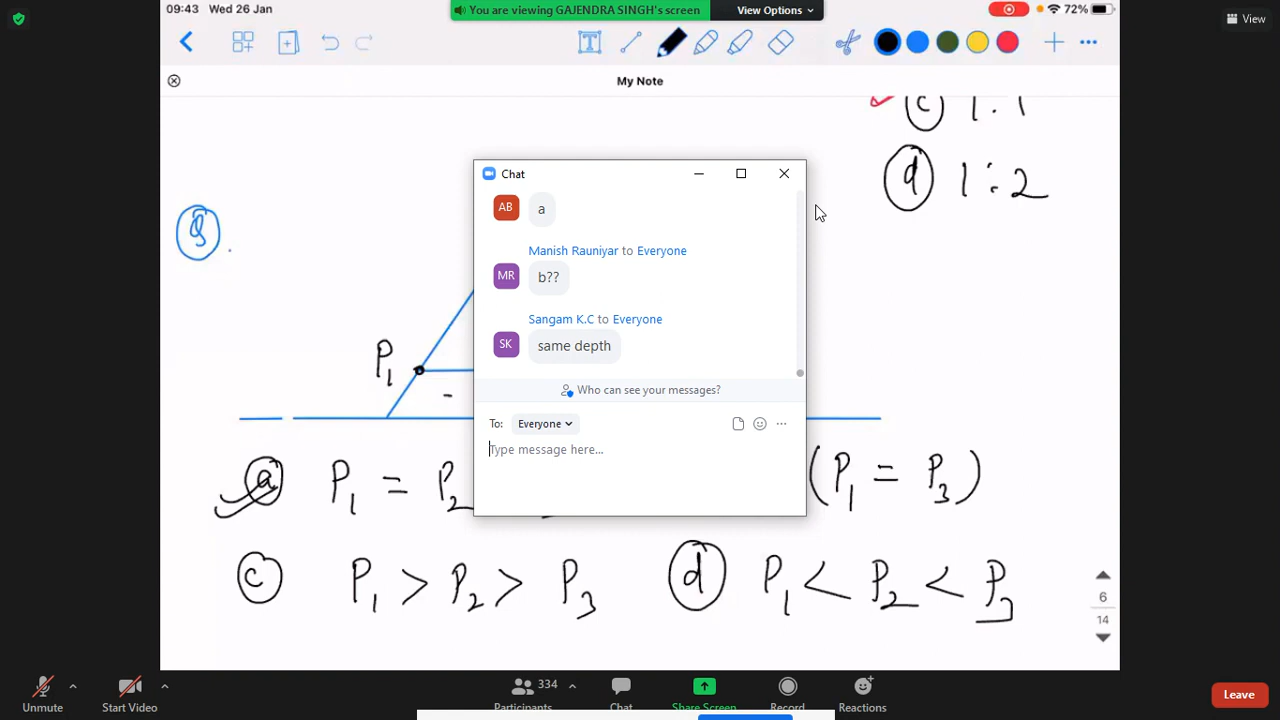 09:43 Wed 26 Jan
You are viewing GAJENDRA SINGH's screen
View Options
72%
View
My Note
c 1 : 1
d 1 : 2
Q.
Chat
AB
a
Manish Rauniyar to Everyone
MR
b??
Sangam K.C to Everyone
SK
same depth
Who can see your messages?
To: Everyone
Type message here...
P1
a P1 = P2
(P1 = P3)
c P1 > P2 > P3
d P1 < P2 < P3
6
14
Unmute
Start Video
334
Participants
Chat
Share Screen
Record
Reactions
Leave